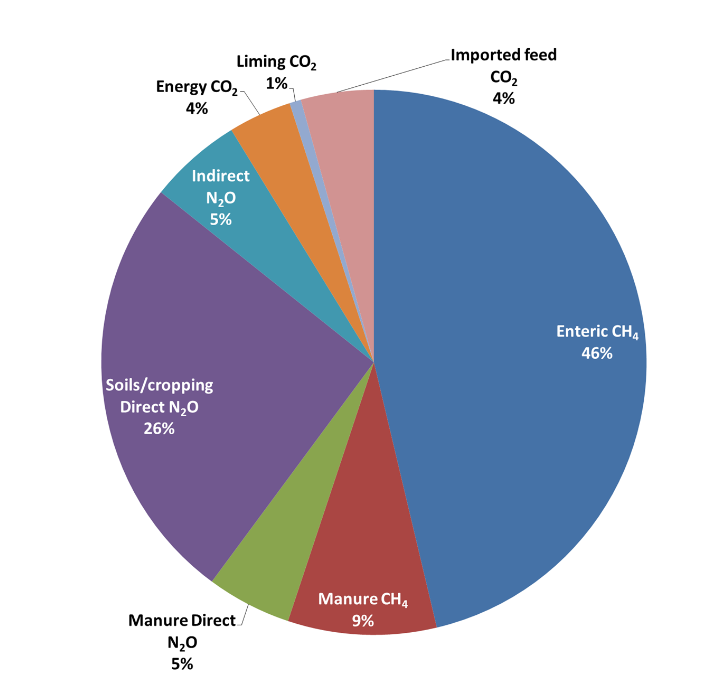 Imported feed
CO₂
4%
Liming CO₂
1%
Energy CO₂
4%
Indirect
N₂O
5%
Enteric CH₄
46%
Soils/cropping
Direct N₂O
26%
Manure CH₄
9%
Manure Direct
N₂O
5%